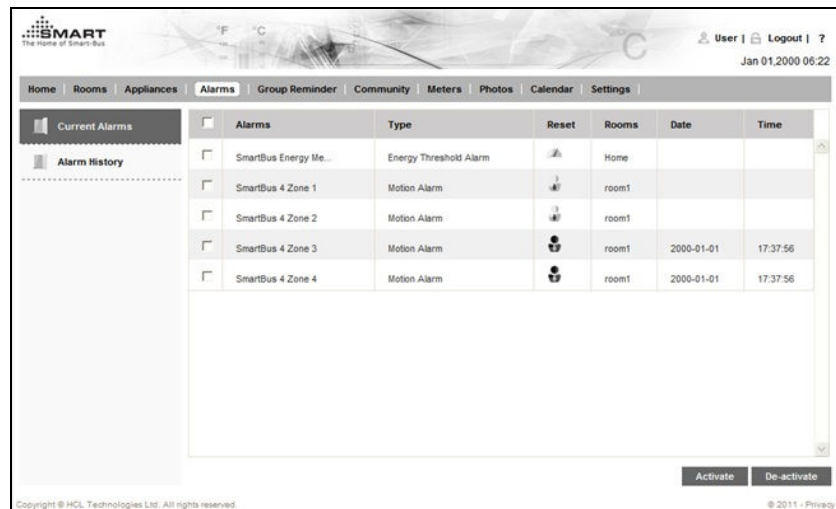 SMART
The Home of Smart-Bus
°F °C
C
User | Logout | ?
Jan 01,2000 06:22
Home | Rooms | Appliances | Alarms | Group Reminder | Community | Meters | Photos | Calendar | Settings
Current Alarms
Alarm History
Alarms Type Reset Rooms Date Time
SmartBus Energy Me... Energy Threshold Alarm Home
SmartBus 4 Zone 1 Motion Alarm room1
SmartBus 4 Zone 2 Motion Alarm room1
SmartBus 4 Zone 3 Motion Alarm room1 2000-01-01 17:37:56
SmartBus 4 Zone 4 Motion Alarm room1 2000-01-01 17:37:56
Activate De-activate
Copyright © HCL Technologies Ltd. All rights reserved. © 2011 - Privacy